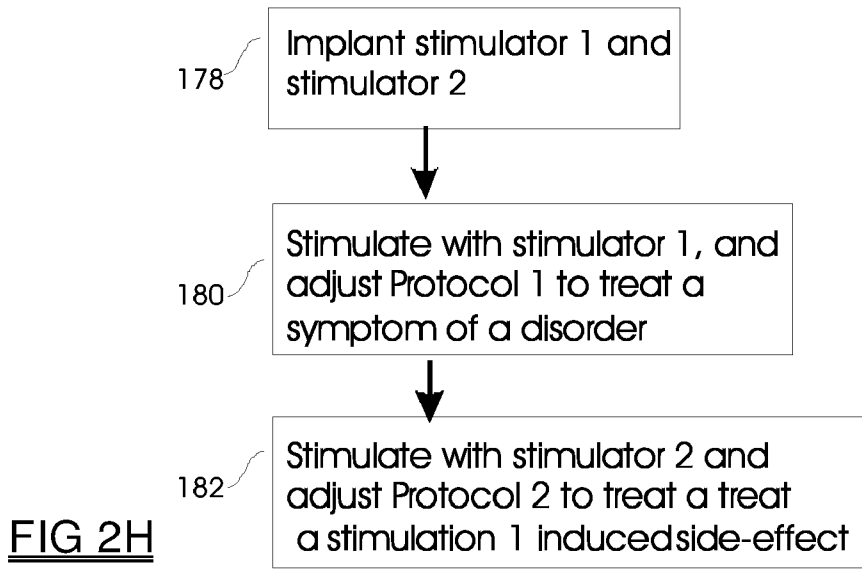 Implant stimulator 1 and
stimulator 2
178
Stimulate with stimulator 1, and
adjust Protocol 1 to treat a
symptom of a disorder
180
Stimulate with stimulator 2 and
adjust Protocol 2 to treat a treat
a stimulation 1 induced side-effect
182
FIG 2H